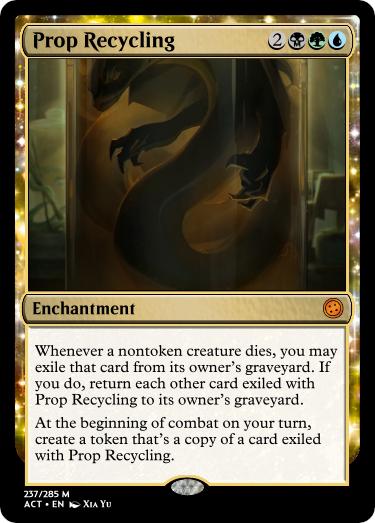 Prop Recycling 2
Enchantment
Whenever a nontoken creature dies, you may
exile that card from its owner's graveyard. If
you do, return each other card exiled with
Prop Recycling to its owner's graveyard.
At the beginning of combat on your turn,
create a token that's a copy of a card exiled
with Prop Recycling.
237/285 M
ACT • EN Xia Yu